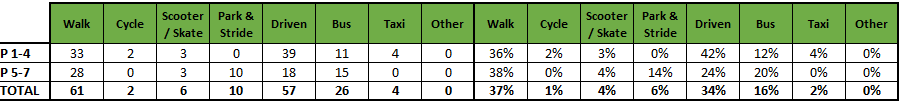 Walk Cycle Scooter / Skate Park & Stride Driven Bus Taxi Other Walk Cycle Scooter / Skate Park & Stride Driven Bus Taxi Other
P 1-4 33 2 3 0 39 11 4 0 36% 2% 3% 0% 42% 12% 4% 0%
P 5-7 28 0 3 10 18 15 0 0 38% 0% 4% 14% 24% 20% 0% 0%
TOTAL 61 2 6 10 57 26 4 0 37% 1% 4% 6% 34% 16% 2% 0%